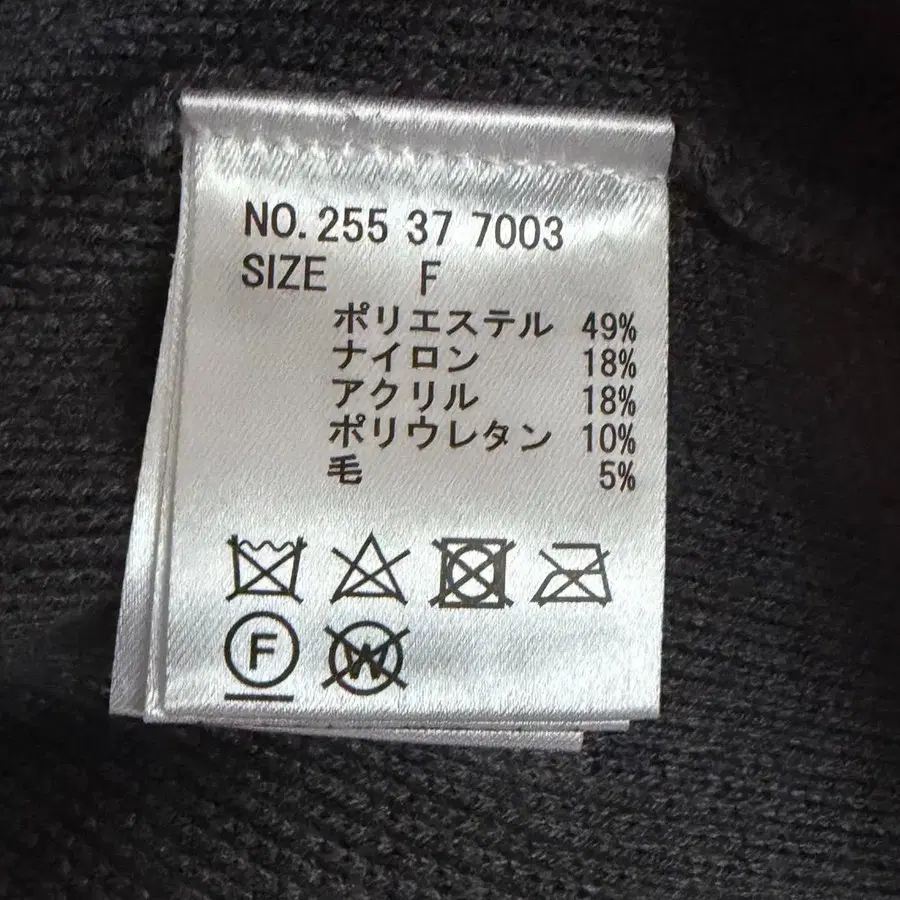 NO. 255 37 7003
SIZE F
ポリエステル 49%
ナイロン 18%
アクリル 18%
ポリウレタン 10%
毛 5%
F W